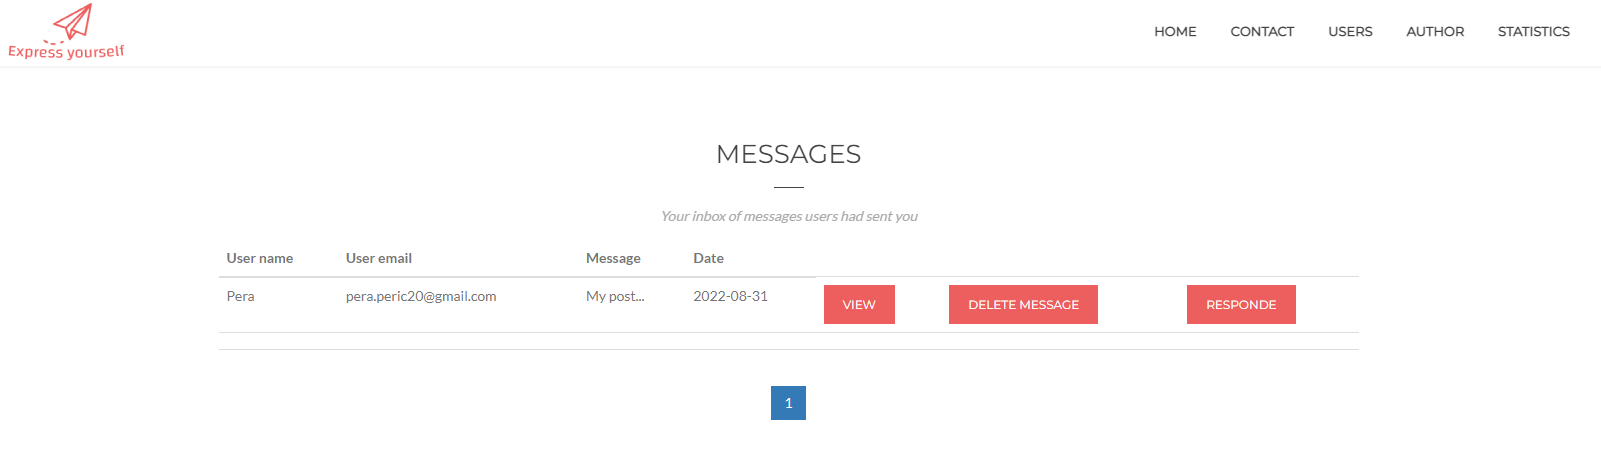 Express yourself
HOME CONTACT USERS AUTHOR STATISTICS
MESSAGES
Your inbox of messages users had sent you
User name User email Message Date
Pera pera.peric20@gmail.com My post... 2022-08-31 VIEW DELETE MESSAGE RESPONDE
1